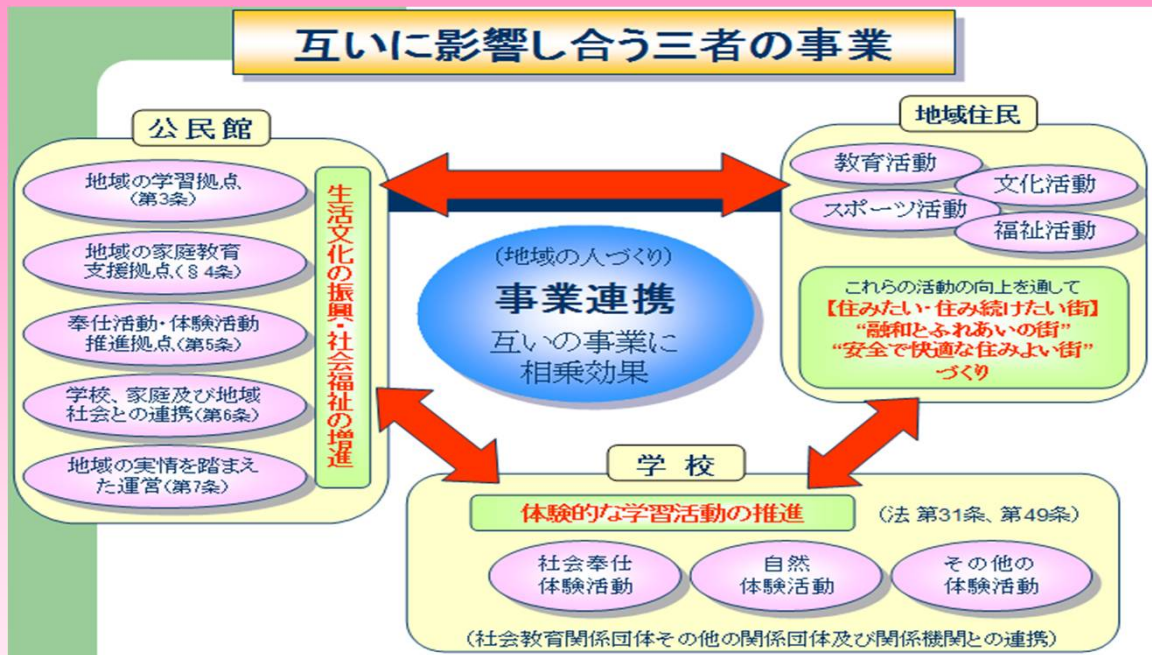 互いに影響し合う三者の事業
公民館
地域の学習拠点
(第3条)
地域の家庭教育
支援拠点(§4条)
奉仕活動・体験活動
推進拠点(第5条)
学校、家庭及び地域
社会との連携(第6条)
地域の実情を踏まえ
た運営(第7条)
生活文化の振興・社会福祉の増進
(地域の人づくり)
事業連携
互いの事業に
相乗効果
地域住民
教育活動
文化活動
スポーツ活動
福祉活動
これらの活動の向上を通して
【住みたい・住み続けたい街】
“融和とふれあいの街”
“安全で快適な住みよい街”
づくり
学校
体験的な学習活動の推進
(法 第31条、第49条)
社会奉仕
体験活動
自然
体験活動
その他の
体験活動
(社会教育関係団体その他の関係団体及び関係機関との連携)